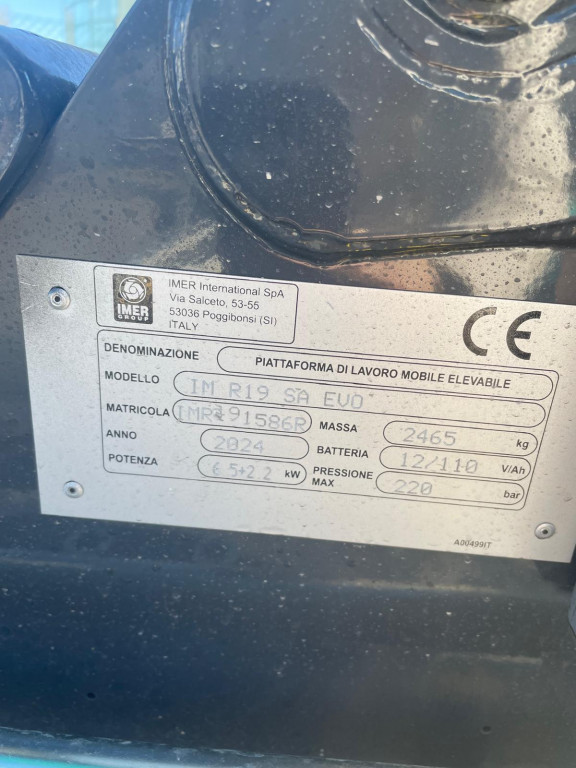 IMER
GROUP
IMER International SpA
Via Salceto, 53-55
53036 Poggibonsi (SI)
ITALY
CE
DENOMINAZIONE PIATTAFORMA DI LAVORO MOBILE ELEVABILE
MODELLO IM R19 SA EVO
MATRICOLA MASSA 2465 kg
ANNO 2024 BATTERIA 12/110 V/Ah
POTENZA 6.5+2.2 kW PRESSIONE MAX 220 bar
A00499IT